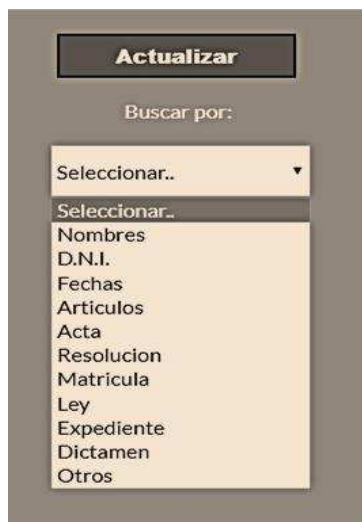 Actualizar
Buscar por:
Seleccionar..
Seleccionar..
Nombres
D.N.I.
Fechas
Articulos
Acta
Resolucion
Matricula
Ley
Expediente
Dictamen
Otros